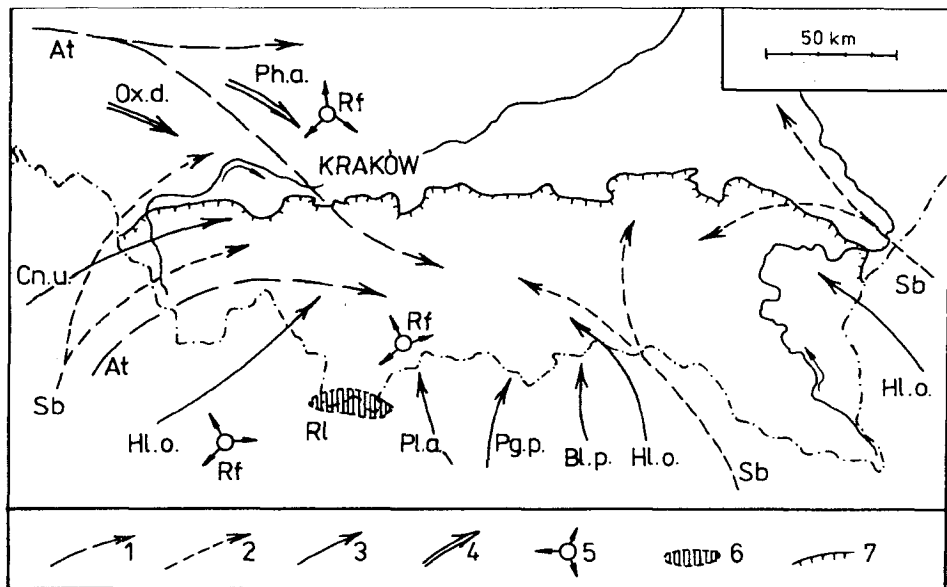 At
50 km
Ph.a.
Ox.d.
Rf
KRAKÓW
Cn.u.
Sb
At
Rf
Sb
Hl.o.
Rl
Hl.o.
Rf
Pl.a.
Pg.p.
Bl.p.
Hl.o.
Sb
1
2
3
4
5
6
7